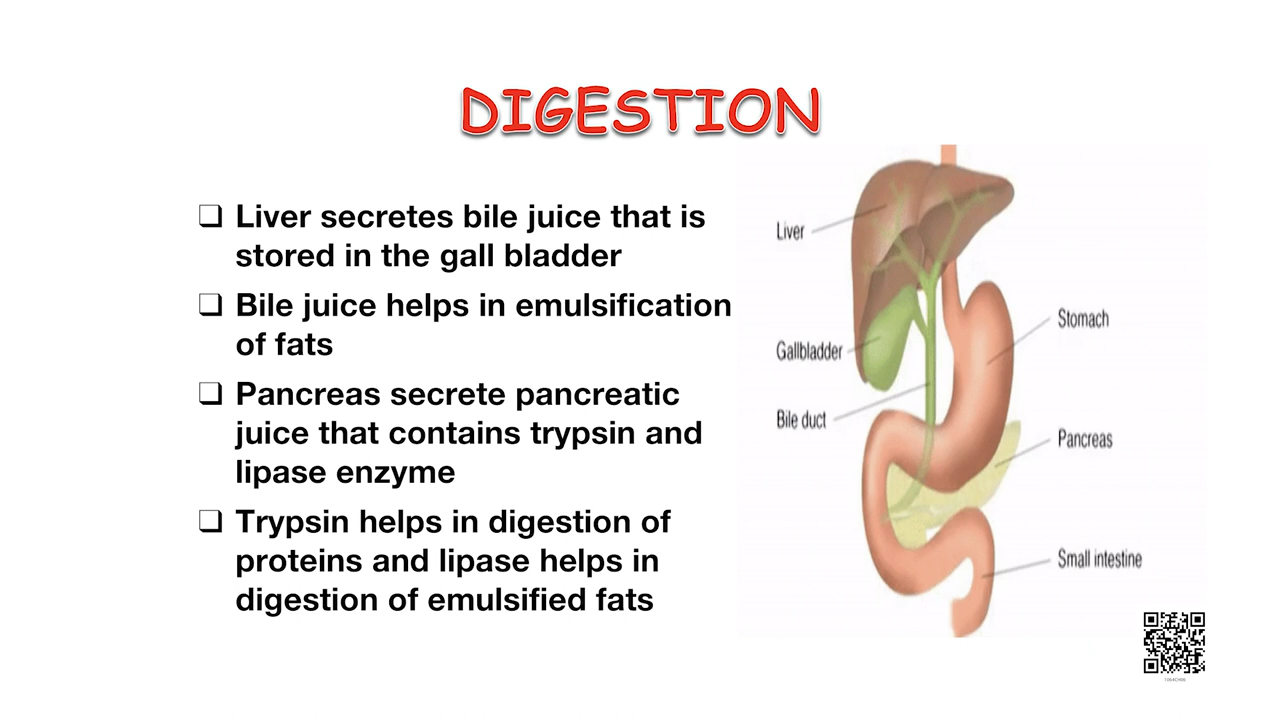 DIGESTION
❑ Liver secretes bile juice that is
stored in the gall bladder
❑ Bile juice helps in emulsification
of fats
❑ Pancreas secrete pancreatic
juice that contains trypsin and
lipase enzyme
❑ Trypsin helps in digestion of
proteins and lipase helps in
digestion of emulsified fats
Liver
Gallbladder
Bile duct
Stomach
Pancreas
Small intestine